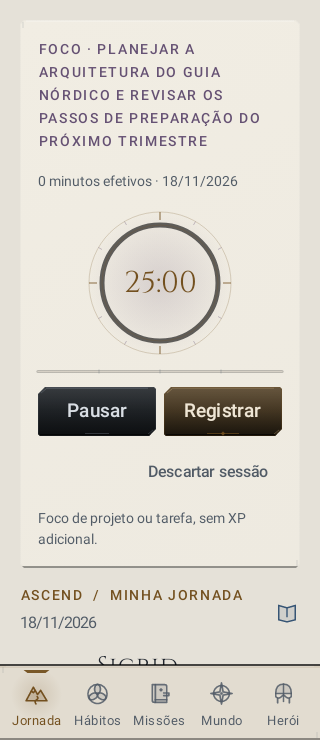 FOCO · PLANEJAR A
ARQUITETURA DO GUIA
NÓRDICO E REVISAR OS
PASSOS DE PREPARAÇÃO DO
PRÓXIMO TRIMESTRE
0 minutos efetivos · 18/11/2026
25:00
Pausar Registrar
Descartar sessão
Foco de projeto ou tarefa, sem XP
adicional.
ASCEND / MINHA JORNADA
18/11/2026
SIGRID
Jornada Hábitos Missões Mundo Herói